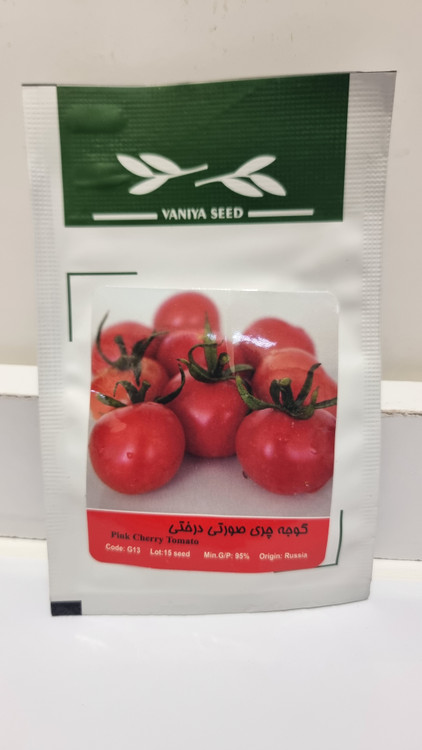 VANIYA SEED
گوجه چری صورتی درختی
Pink Cherry Tomato
Code: G13 Lot:15 seed Min.G/P: 95% Origin: Russia